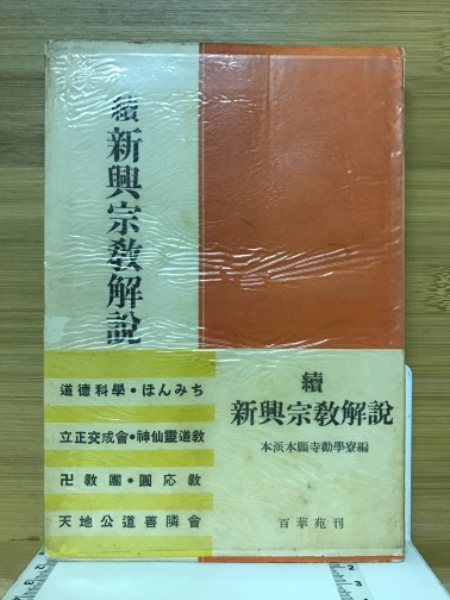 續 新興宗教解說
道德科學・ほんみち
立正交成會・神仙靈道教
卍教團・圓応教
天地公道善隣會
續
新興宗教解說
本派本願寺勸學寮編
百華苑刊